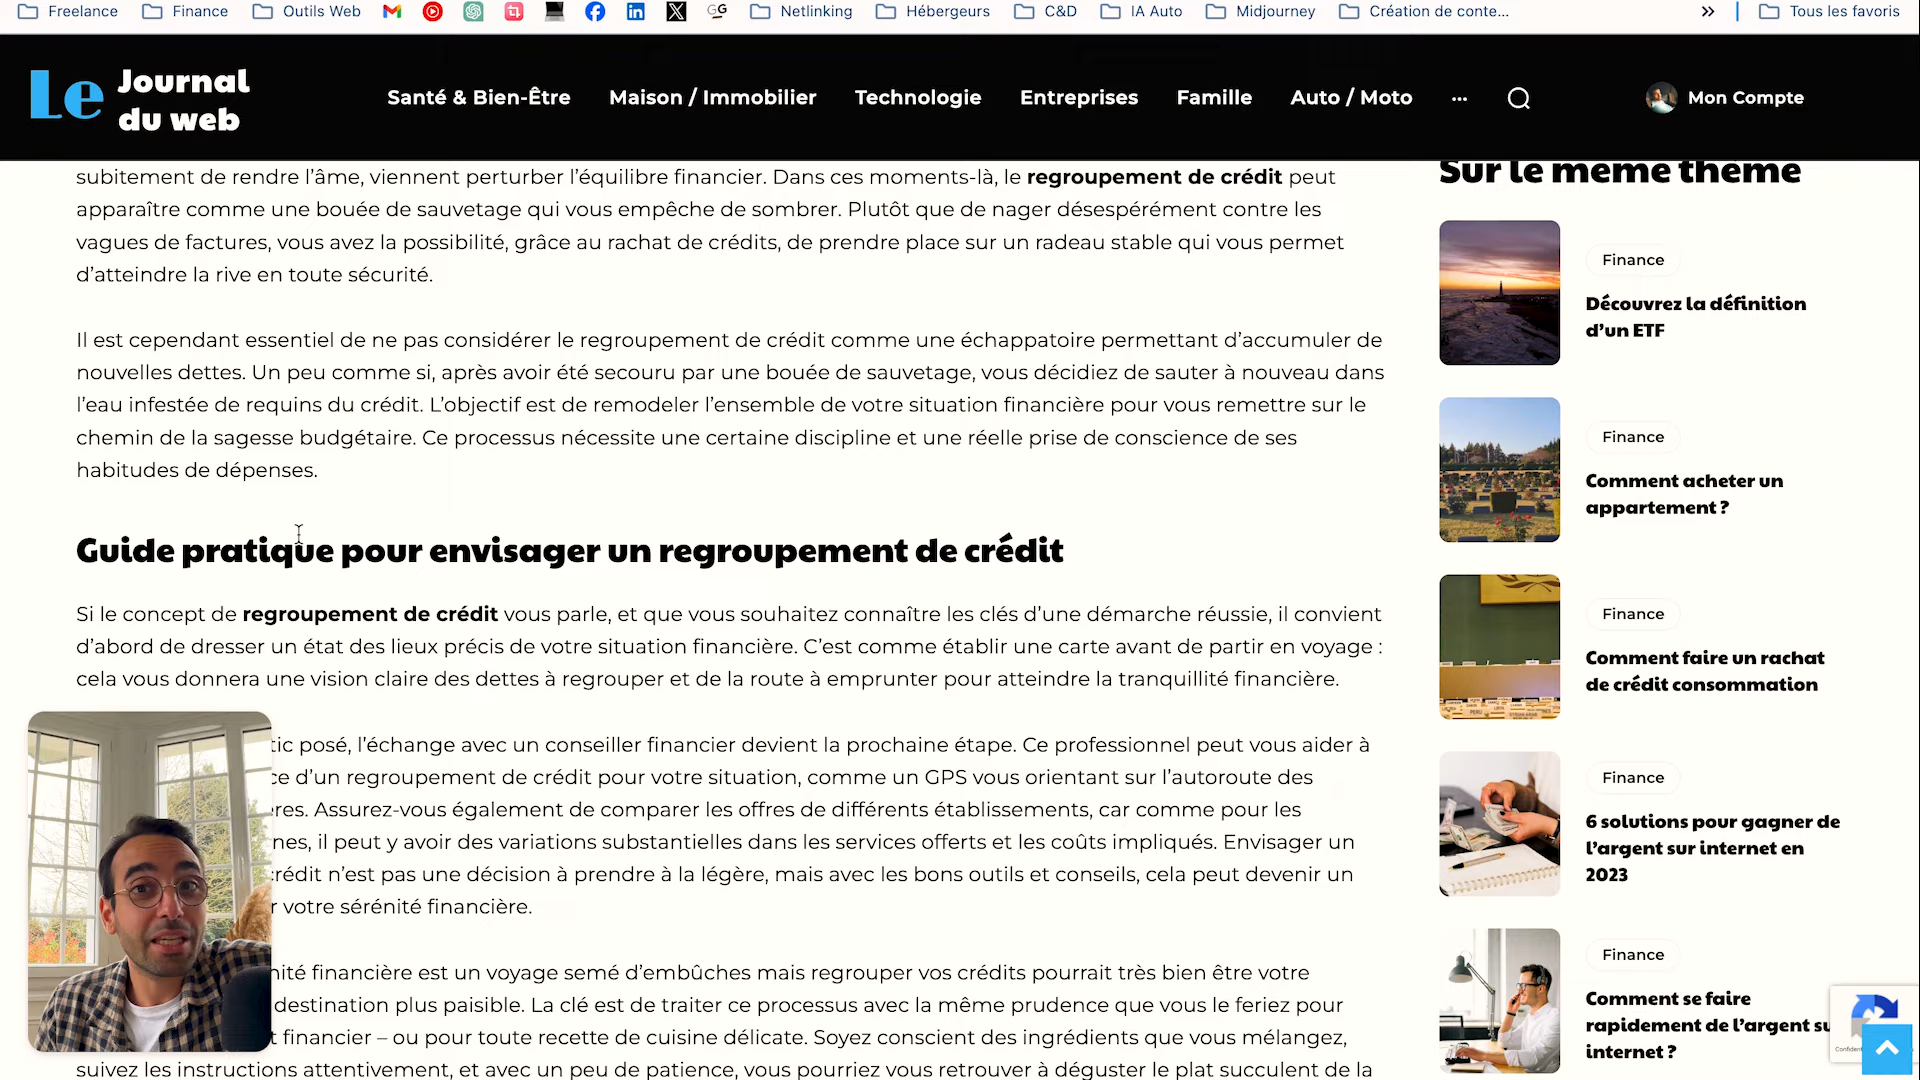 Freelance
Finance
Outils Web
Netlinking
Hébergeurs
C&D
IA Auto
Midjourney
Création de conte...
Tous les favoris
Le Journal
du web
Santé & Bien-Être
Maison / Immobilier
Technologie
Entreprises
Famille
Auto / Moto
Mon Compte
subitement de rendre l’âme, viennent perturber l’équilibre financier. Dans ces moments-là, le regroupement de crédit peut
apparaître comme une bouée de sauvetage qui vous empêche de sombrer. Plutôt que de nager désespérément contre les
vagues de factures, vous avez la possibilité, grâce au rachat de crédits, de prendre place sur un radeau stable qui vous permet
d’atteindre la rive en toute sécurité.
Il est cependant essentiel de ne pas considérer le regroupement de crédit comme une échappatoire permettant d’accumuler de
nouvelles dettes. Un peu comme si, après avoir été secouru par une bouée de sauvetage, vous décidiez de sauter à nouveau dans
l’eau infestée de requins du crédit. L’objectif est de remodeler l’ensemble de votre situation financière pour vous remettre sur le
chemin de la sagesse budgétaire. Ce processus nécessite une certaine discipline et une réelle prise de conscience de ses
habitudes de dépenses.
Guide pratique pour envisager un regroupement de crédit
Si le concept de regroupement de crédit vous parle, et que vous souhaitez connaître les clés d’une démarche réussie, il convient
d’abord de dresser un état des lieux précis de votre situation financière. C’est comme établir une carte avant de partir en voyage :
cela vous donnera une vision claire des dettes à regrouper et de la route à emprunter pour atteindre la tranquillité financière.
tic posé, l’échange avec un conseiller financier devient la prochaine étape. Ce professionnel peut vous aider à
ce d’un regroupement de crédit pour votre situation, comme un GPS vous orientant sur l’autoroute des
ères. Assurez-vous également de comparer les offres de différents établissements, car comme pour les
nes, il peut y avoir des variations substantielles dans les services offerts et les coûts impliqués. Envisager un
crédit n’est pas une décision à prendre à la légère, mais avec les bons outils et conseils, cela peut devenir un
r votre sérénité financière.
nité financière est un voyage semé d’embûches mais regrouper vos crédits pourrait très bien être votre
destination plus paisible. La clé est de traiter ce processus avec la même prudence que vous le feriez pour
t financier – ou pour toute recette de cuisine délicate. Soyez conscient des ingrédients que vous mélangez,
suivez les instructions attentivement, et avec un peu de patience, vous pourriez vous retrouver à déguster le plat succulent de la
Sur le même thème
Finance
Découvrez la définition
d’un ETF
Finance
Comment acheter un
appartement ?
Finance
Comment faire un rachat
de crédit consommation
Finance
6 solutions pour gagner de
l’argent sur internet en
2023
Finance
Comment se faire
rapidement de l’argent su
internet ?